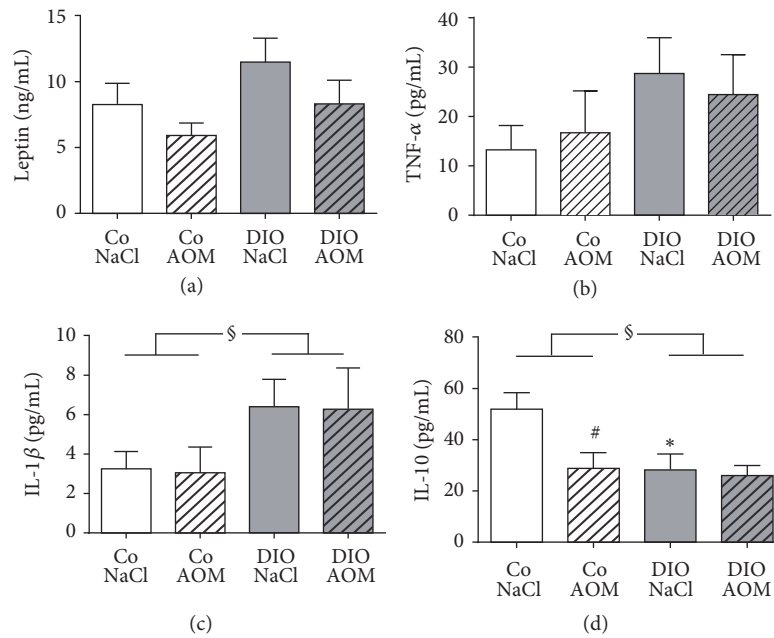 15
10
5
0
Leptin (ng/mL)
Co NaCl
Co AOM
DIO NaCl
DIO AOM
(a)
40
30
20
10
0
TNF-α (pg/mL)
Co NaCl
Co AOM
DIO NaCl
DIO AOM
(b)
10
8
6
4
2
0
IL-1β (pg/mL)
§
Co NaCl
Co AOM
DIO NaCl
DIO AOM
(c)
80
60
40
20
0
IL-10 (pg/mL)
§
#
*
Co NaCl
Co AOM
DIO NaCl
DIO AOM
(d)